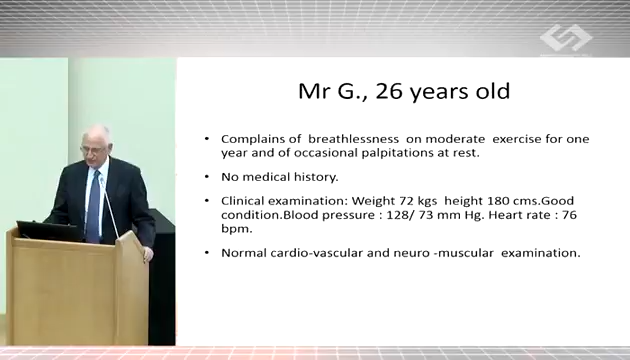 Mr G., 26 years old
• Complains of breathlessness on moderate exercise for one
year and of occasional palpitations at rest.
• No medical history.
• Clinical examination: Weight 72 kgs height 180 cms.Good
condition.Blood pressure : 128/ 73 mm Hg. Heart rate : 76
bpm.
• Normal cardio-vascular and neuro -muscular examination.